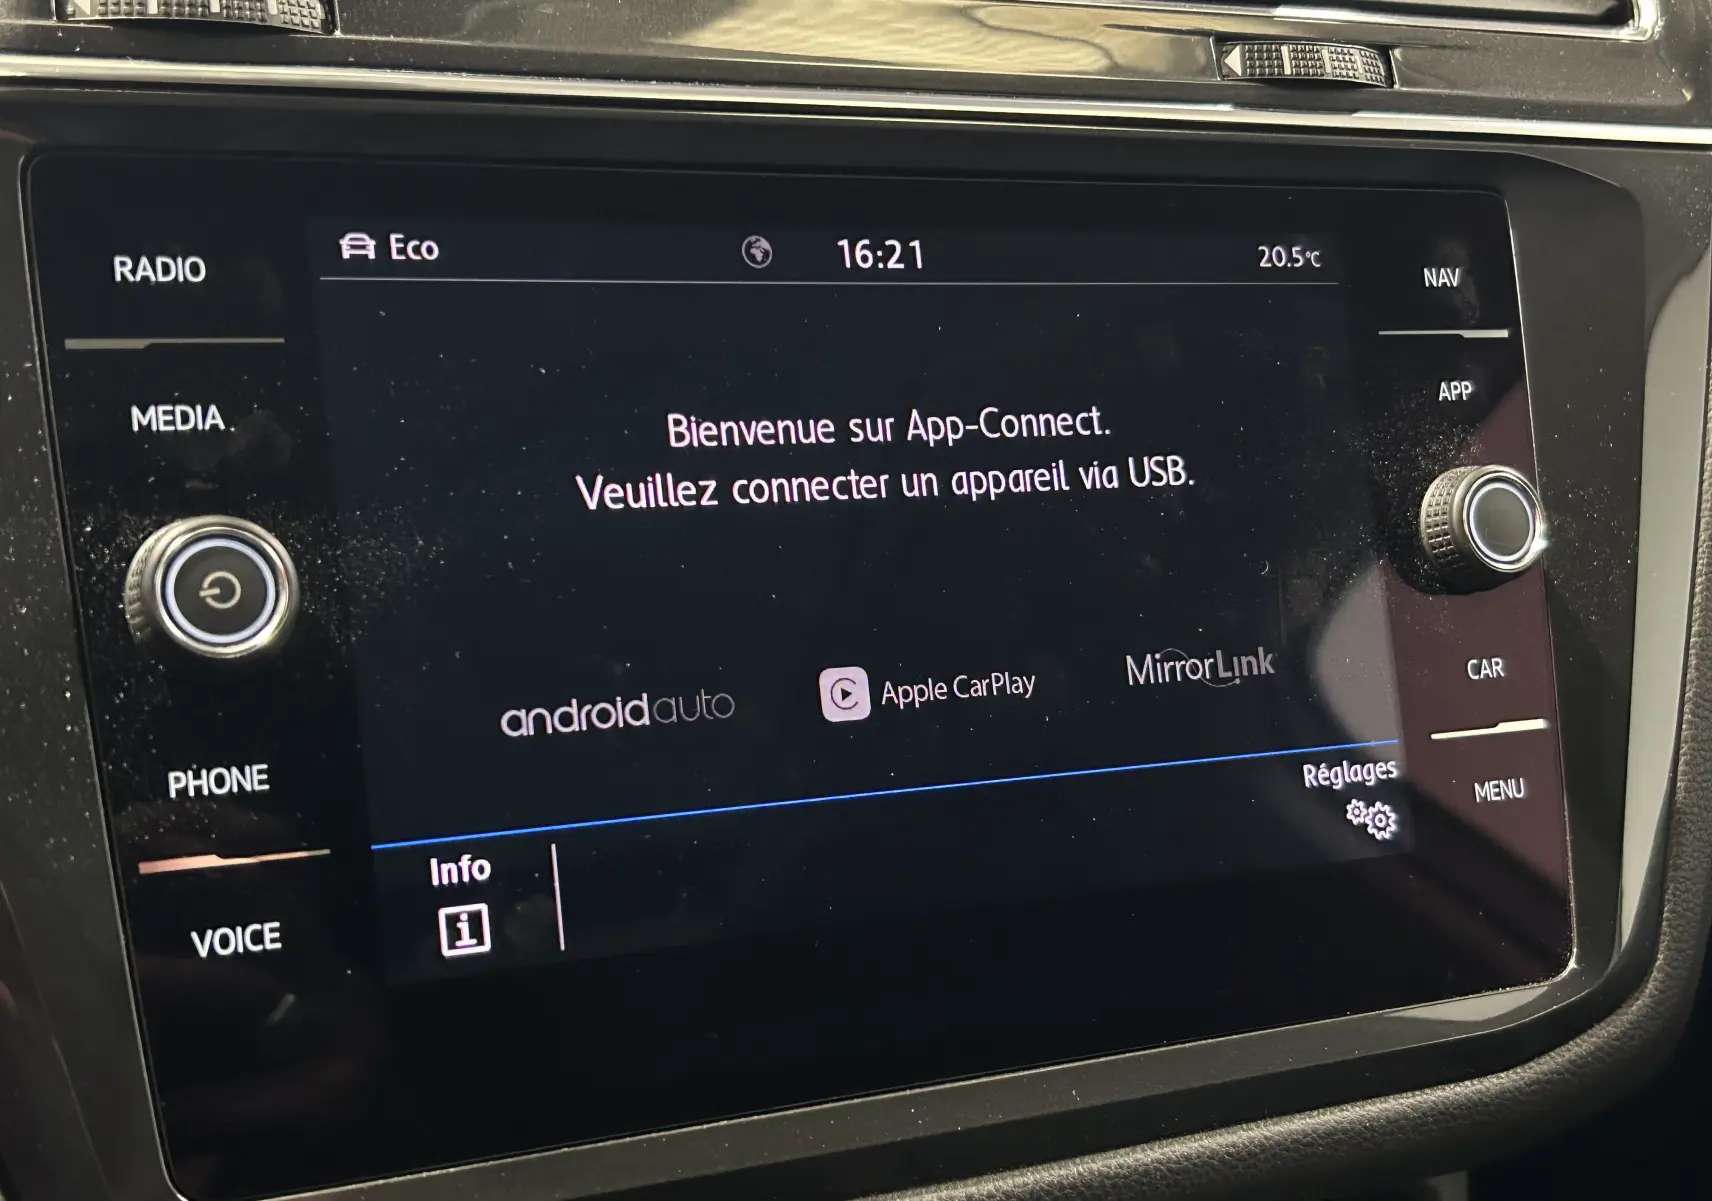 RADIO
Eco
16:21
20.5°C
NAV
MEDIA
APP
Bienvenue sur App-Connect.
Veuillez connecter un appareil via USB.
androidauto
Apple CarPlay
MirrorLink
CAR
PHONE
Réglages
MENU
Info
i
VOICE